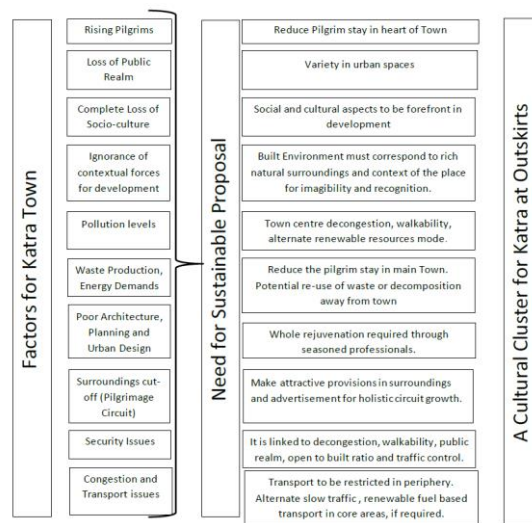 Factors for Katra Town
Rising Pilgrims
Loss of Public
Realm
Complete Loss of
Socio-culture
Ignorance of
contextual forces
for development
Pollution levels
Waste Production,
Energy Demands
Poor Architecture,
Planning and
Urban Design
Surroundings cut-
off (Pilgrimage
Circuit)
Security Issues
Congestion and
Transport issues
Need for Sustainable Proposal
Reduce Pilgrim stay in heart of Town
Variety in urban spaces
Social and cultural aspects to be forefront in
development
Built Environment must correspond to rich
natural surroundings and context of the place
for imagibility and recognition.
Town centre decongestion, walkability,
alternate renewable resources mode.
Reduce the pilgrim stay in main Town.
Potential re-use of waste or decomposition
away from town
Whole rejuvenation required through
seasoned professionals.
Make attractive provisions in surroundings
and advertisement for holistic circuit growth.
It is linked to decongestion, walkability, public
realm, open to built ratio and traffic control.
Transport to be restricted in periphery.
Alternate slow traffic , renewable fuel based
transport in core areas, if required.
A Cultural Cluster for Katra at Outskirts